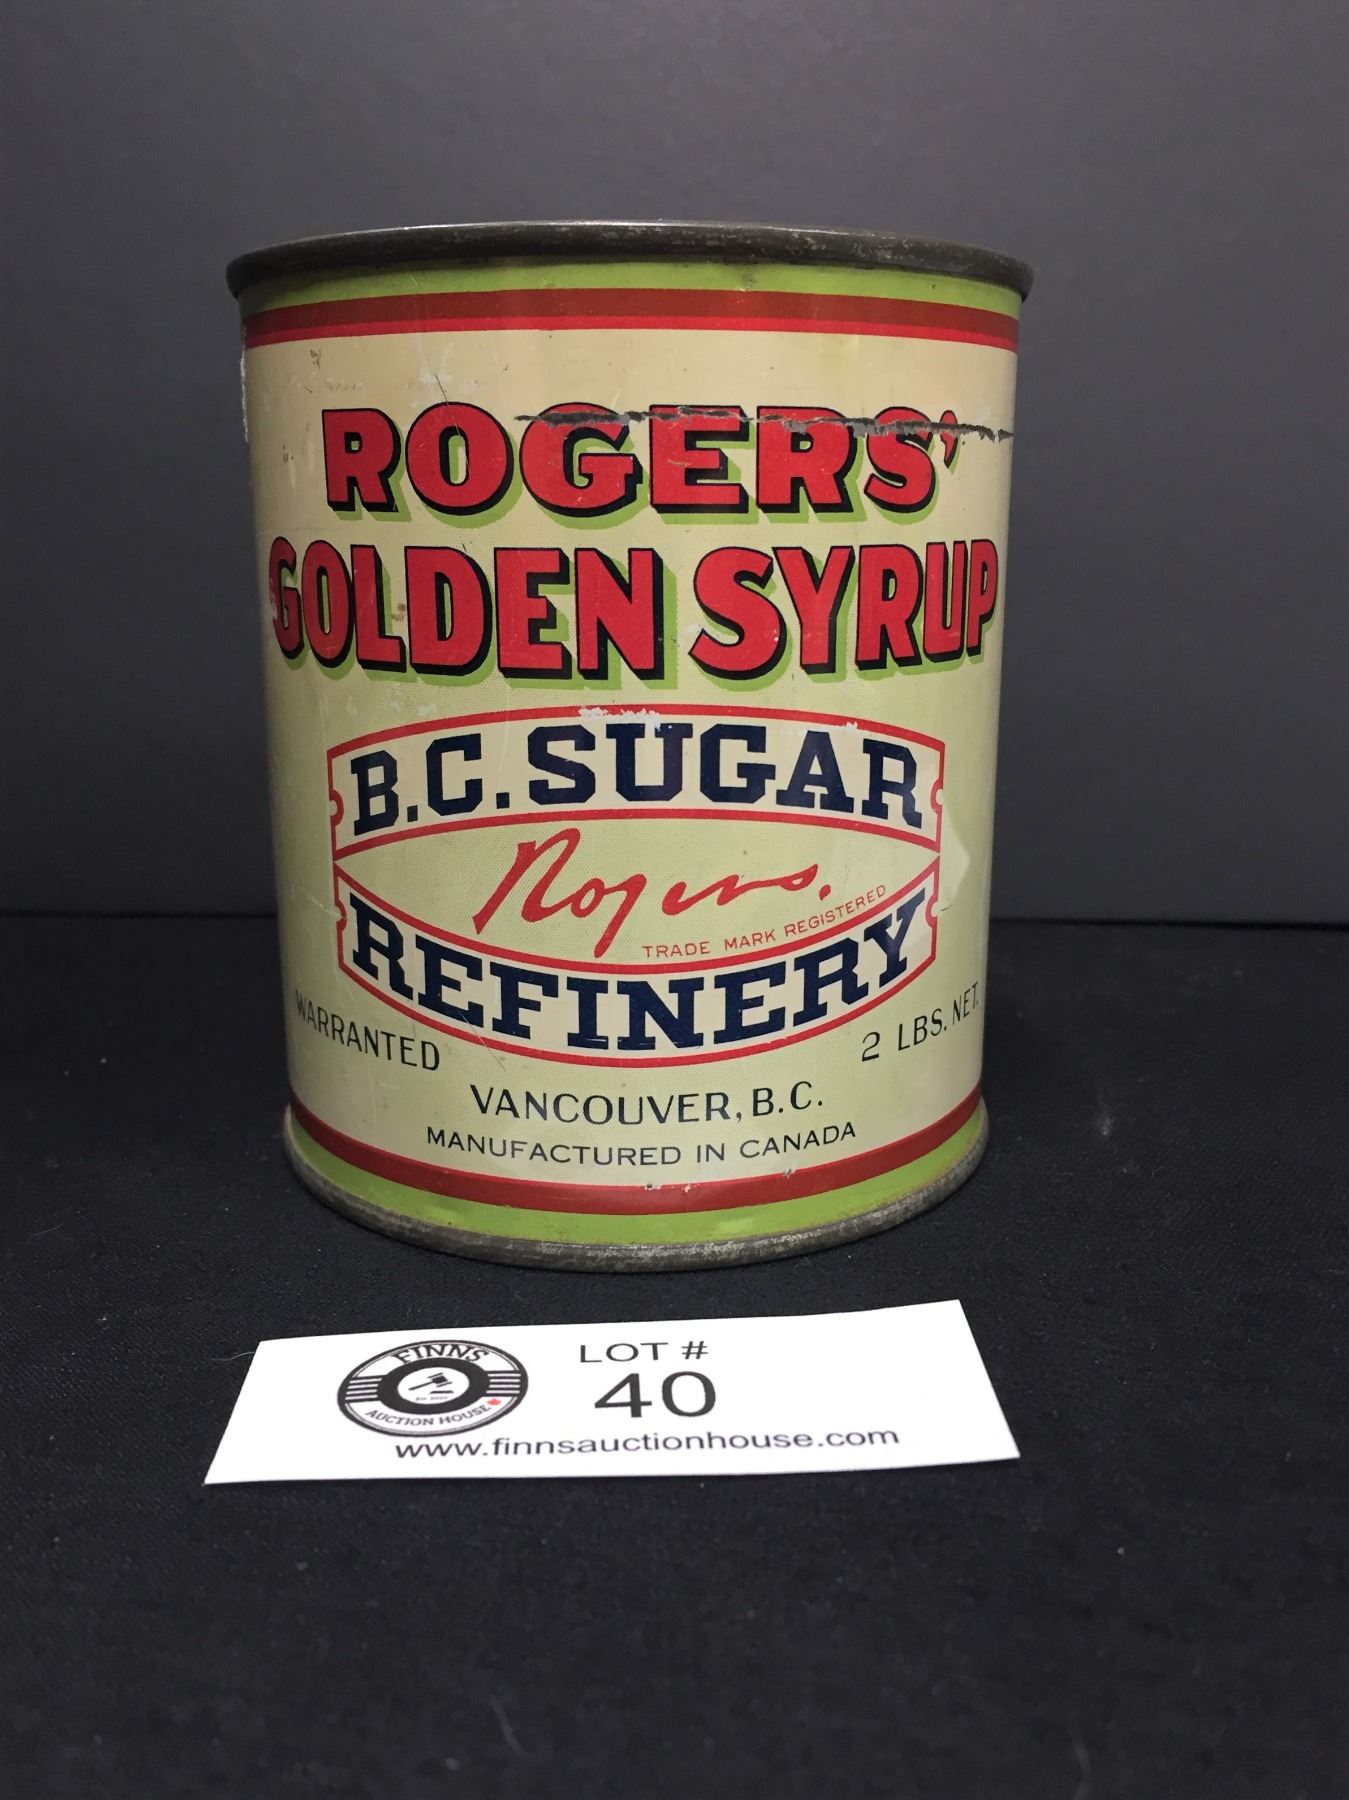 ROGERS'
GOLDEN SYRUP
B.C. SUGAR
Rogers.
TRADE MARK REGISTERED
REFINERY
WARRANTED
2 LBS. NET.
VANCOUVER, B.C.
MANUFACTURED IN CANADA
FINNS
AUCTION HOUSE
LOT #
40
www.finnsauctionhouse.com